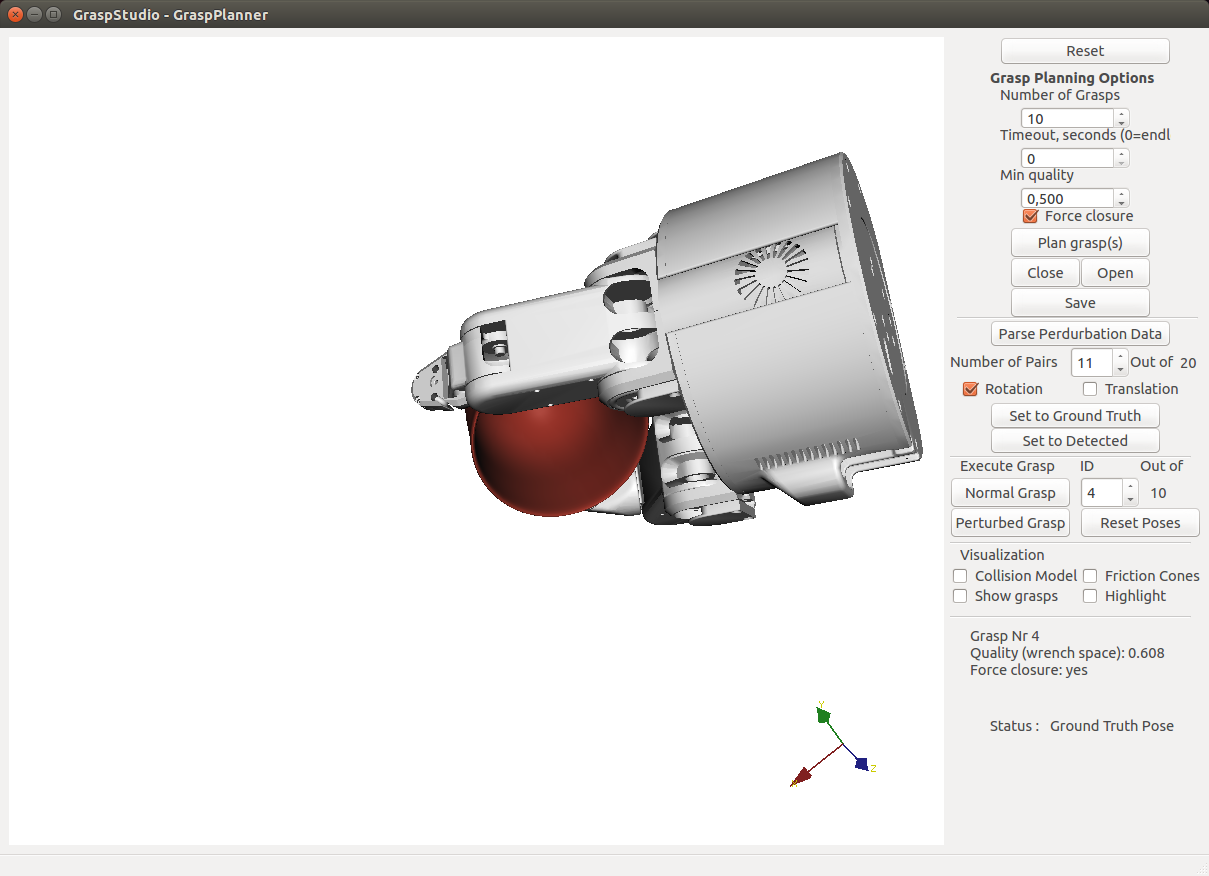 GraspStudio - GraspPlanner
Reset
Grasp Planning Options
Number of Grasps
10
Timeout, seconds (0=endl
0
Min quality
0,500
Force closure
Plan grasp(s)
Close Open
Save
Parse Perdurbation Data
Number of Pairs 11 Out of 20
Rotation Translation
Set to Ground Truth
Set to Detected
Execute Grasp ID Out of
Normal Grasp 4 10
Perturbed Grasp Reset Poses
Visualization
Collision Model Friction Cones
Show grasps Highlight
Grasp Nr 4
Quality (wrench space): 0.608
Force closure: yes
Status : Ground Truth Pose
Y
Z
X